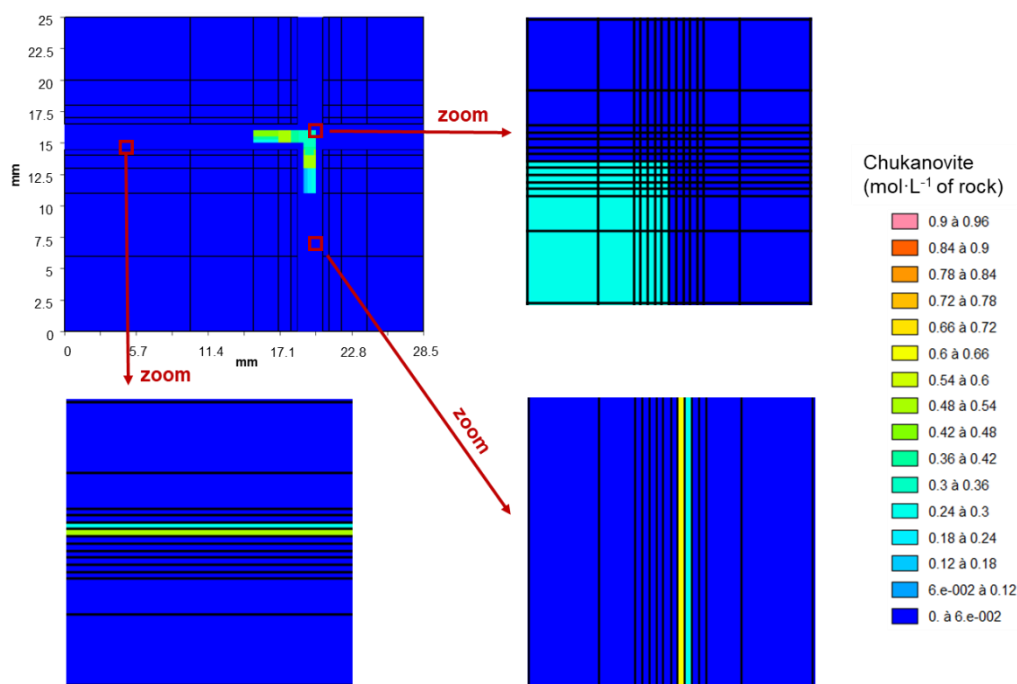 25
22.5
20
17.5
15
12.5
10
7.5
5
2.5
0
mm
0
5.7
11.4
17.1
22.8
28.5
mm
zoom
zoom
zoom
Chukanovite
(mol·L⁻¹ of rock)
0.9 à 0.96
0.84 à 0.9
0.78 à 0.84
0.72 à 0.78
0.66 à 0.72
0.6 à 0.66
0.54 à 0.6
0.48 à 0.54
0.42 à 0.48
0.36 à 0.42
0.3 à 0.36
0.24 à 0.3
0.18 à 0.24
0.12 à 0.18
6.e-002 à 0.12
0. à 6.e-002